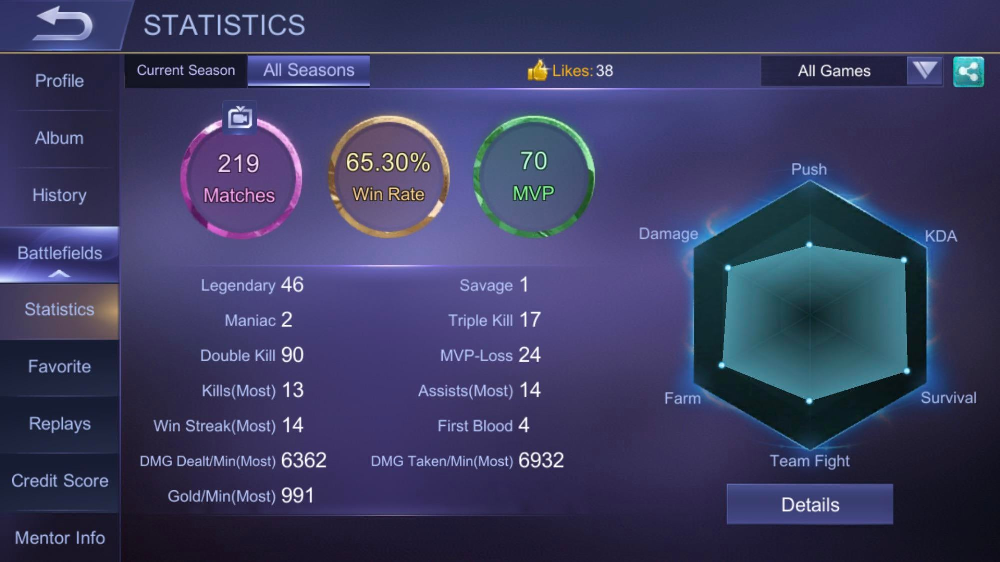 STATISTICS
Profile
Album
History
Battlefields
Statistics
Favorite
Replays
Credit Score
Mentor Info
Current Season
All Seasons
Likes: 38
All Games
219
Matches
65.30%
Win Rate
70
MVP
Legendary 46
Savage 1
Maniac 2
Triple Kill 17
Double Kill 90
MVP-Loss 24
Kills(Most) 13
Assists(Most) 14
Win Streak(Most) 14
First Blood 4
DMG Dealt/Min(Most) 6362
DMG Taken/Min(Most) 6932
Gold/Min(Most) 991
Push
Damage
KDA
Farm
Survival
Team Fight
Details